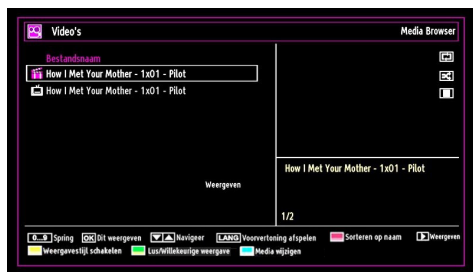 Video's Media Browser
Bestandsnaam
How I Met Your Mother - 1x01 - Pilot
How I Met Your Mother - 1x01 - Pilot
Weergeven
How I Met Your Mother - 1x01 - Pilot
1/2
0...9 Spring OK Dit weergeven Navigeer LANG Voorvertoning afspelen Sorteren op naam Weergeven
Weergavestijl schakelen Lus/Willekeurige weergave Media wijzigen